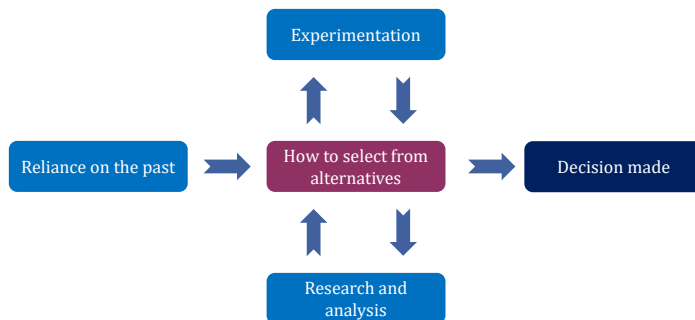 Experimentation
Reliance on the past
How to select from
alternatives
Decision made
Research and
analysis